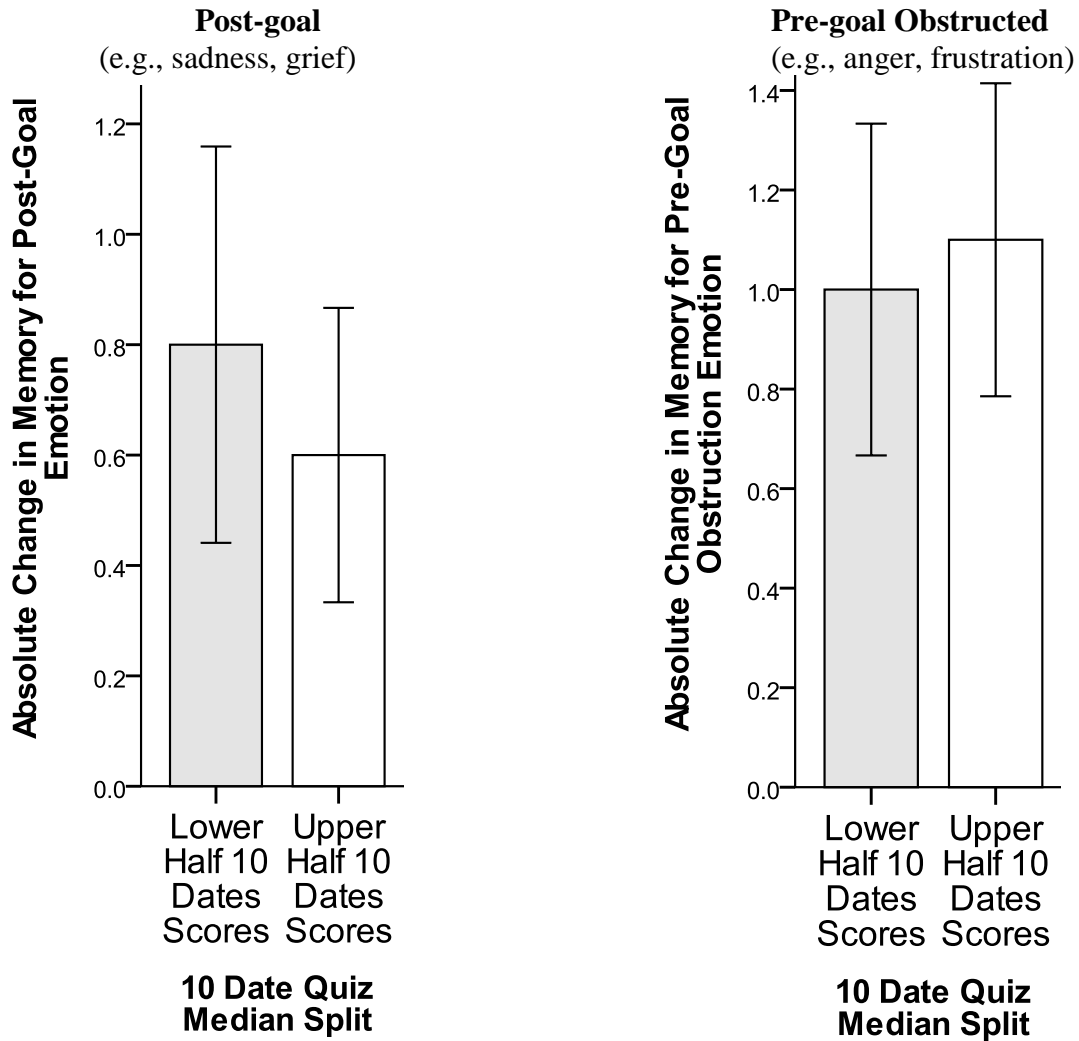 Post-goal
(e.g., sadness, grief)
Absolute Change in Memory for Post-Goal
Emotion
1.2
1.0
0.8
0.6
0.4
0.2
0.0
Lower Upper
Half 10 Half 10
Dates Dates
Scores Scores
10 Date Quiz
Median Split
Pre-goal Obstructed
(e.g., anger, frustration)
Absolute Change in Memory for Pre-Goal
Obstruction Emotion
1.4
1.2
1.0
0.8
0.6
0.4
0.2
0.0
Lower Upper
Half 10 Half 10
Dates Dates
Scores Scores
10 Date Quiz
Median Split